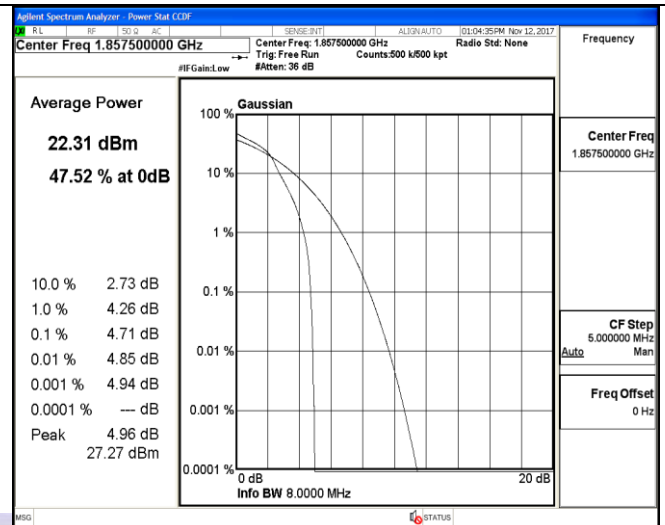 Agilent Spectrum Analyzer - Power Stat CCDF
RL RF 50 Ω AC SENSE:INT ALIGN AUTO 01:04:35PM Nov 12, 2017
Center Freq 1.857500000 GHz
Center Freq: 1.857500000 GHz Radio Std: None
Trig: Free Run Counts:500 k/500 kpt
#IFGain:Low #Atten: 36 dB
Frequency
Average Power
22.31 dBm
47.52 % at 0dB
10.0 % 2.73 dB
1.0 % 4.26 dB
0.1 % 4.71 dB
0.01 % 4.85 dB
0.001 % 4.94 dB
0.0001 % --- dB
Peak 4.96 dB
27.27 dBm
Gaussian
100 %
10 %
1 %
0.1 %
0.01 %
0.001 %
0.0001 %
0 dB 20 dB
Info BW 8.0000 MHz
Center Freq
1.857500000 GHz
CF Step
5.000000 MHz
Auto Man
Freq Offset
0 Hz
MSG STATUS